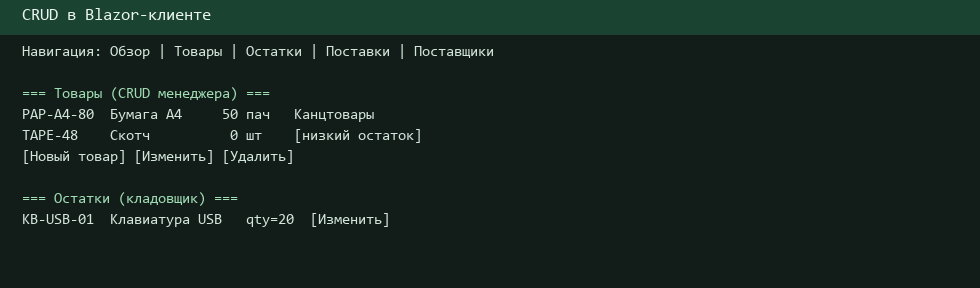 CRUD в Blazor-клиенте
Навигация: Обзор | Товары | Остатки | Поставки | Поставщики
=== Товары (CRUD менеджера) ===
PAP-A4-80  Бумага A4     50 пач   Канцтовары
TAPE-48    Скотч          0 шт    [низкий остаток]
[Новый товар] [Изменить] [Удалить]
=== Остатки (кладовщик) ===
KB-USB-01  Клавиатура USB   qty=20  [Изменить]